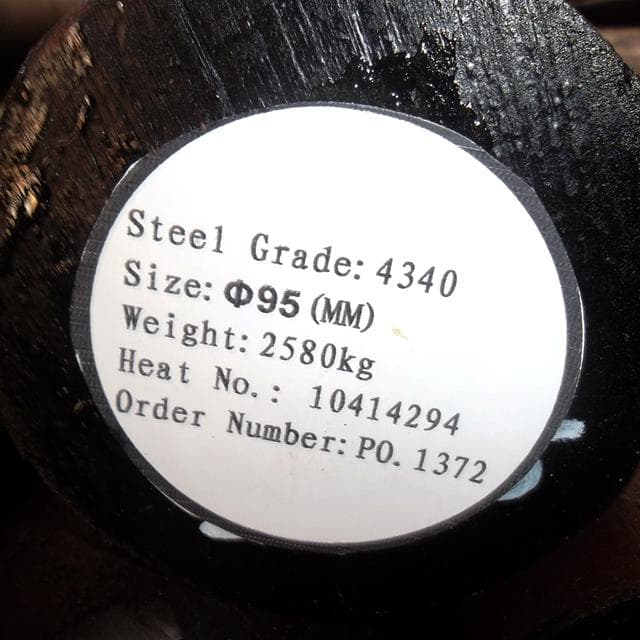 Steel Grade: 4340
Size: Φ95 (MM)
Weight: 2580kg
Heat No.: 10414294
Order Number: PO. 1372